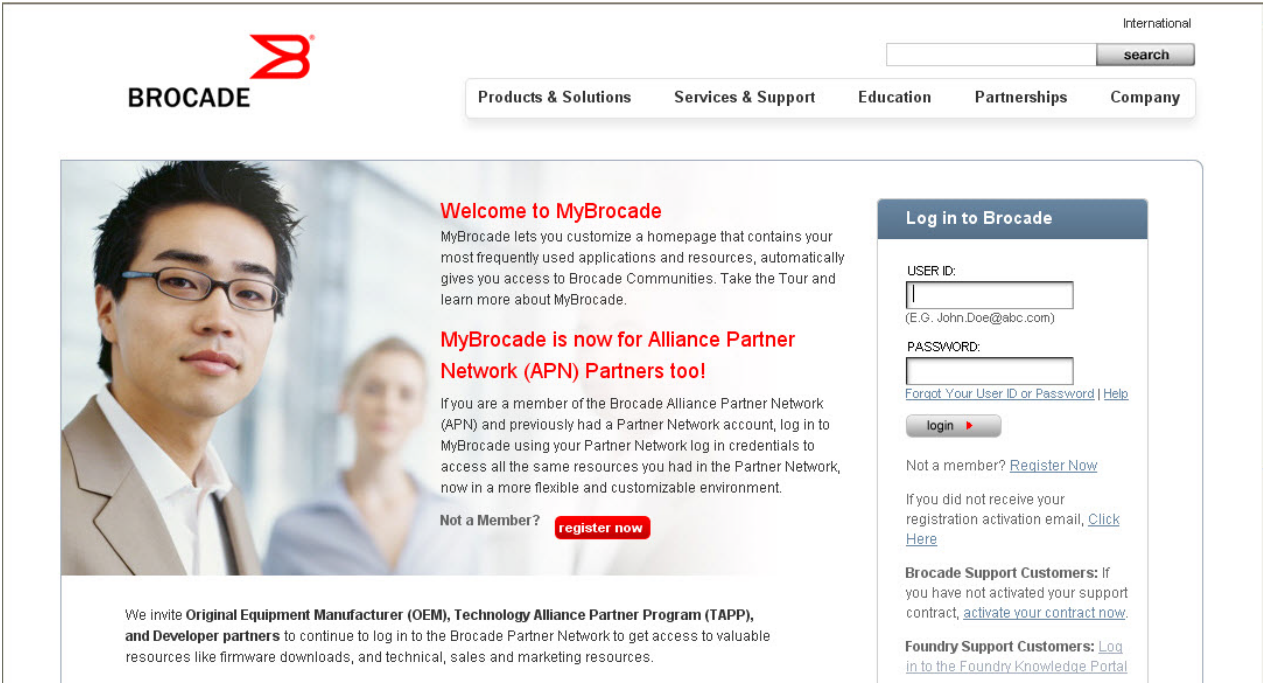 International
search
BROCADE
Products & Solutions Services & Support Education Partnerships Company
Welcome to MyBrocade
MyBrocade lets you customize a homepage that contains your
most frequently used applications and resources, automatically
gives you access to Brocade Communities. Take the Tour and
learn more about MyBrocade.
MyBrocade is now for Alliance Partner
Network (APN) Partners too!
If you are a member of the Brocade Alliance Partner Network
(APN) and previously had a Partner Network account, log in to
MyBrocade using your Partner Network log in credentials to
access all the same resources you had in the Partner Network,
now in a more flexible and customizable environment.
Not a Member? register now
We invite Original Equipment Manufacturer (OEM), Technology Alliance Partner Program (TAPP),
and Developer partners to continue to log in to the Brocade Partner Network to get access to valuable
resources like firmware downloads, and technical, sales and marketing resources.
Log in to Brocade
USER ID:
(E.G. John.Doe@abc.com)
PASSWORD:
Forgot Your User ID or Password | Help
login
Not a member? Register Now
If you did not receive your
registration activation email, Click
Here
Brocade Support Customers: If
you have not activated your support
contract, activate your contract now.
Foundry Support Customers: Log
in to the Foundry Knowledge Portal